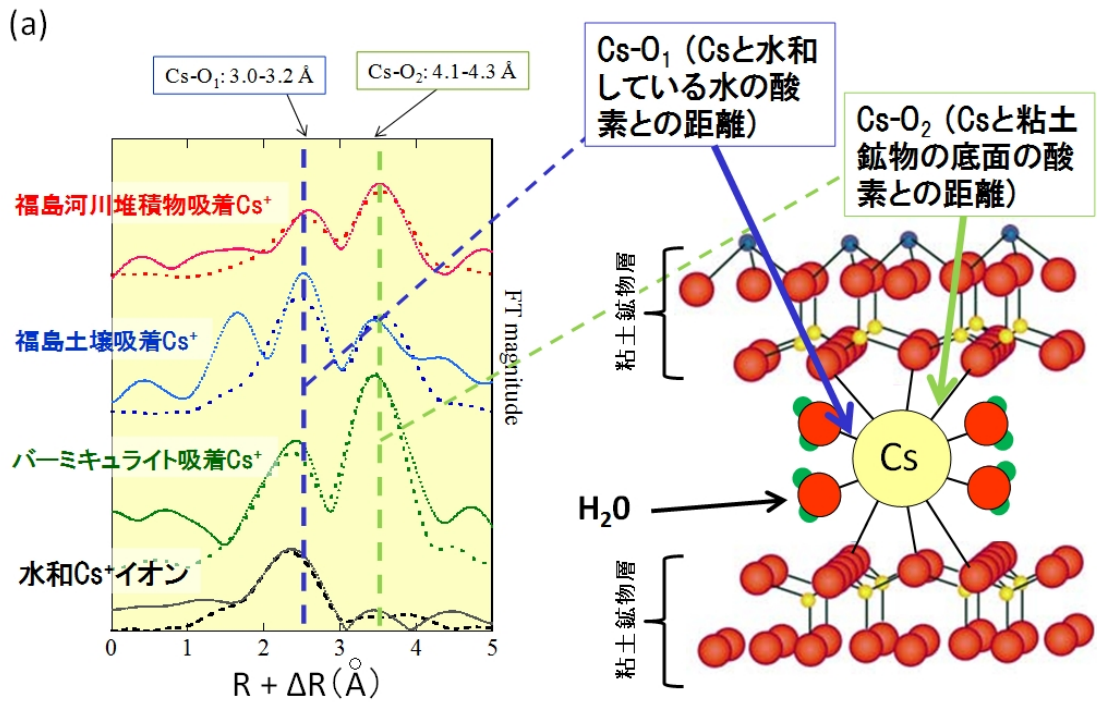 (a)
Cs-O₁: 3.0-3.2 Å
Cs-O₂: 4.1-4.3 Å
福島河川堆積物吸着Cs⁺
福島土壌吸着Cs⁺
バーミキュライト吸着Cs⁺
水和Cs⁺イオン
FT magnitude
0 1 2 3 4 5
R + ΔR(Å)
Cs-O₁ (Csと水和
している水の酸
素との距離)
Cs-O₂ (Csと粘土
鉱物の底面の酸
素との距離)
粘土鉱物層
Cs
H₂O
粘土鉱物層